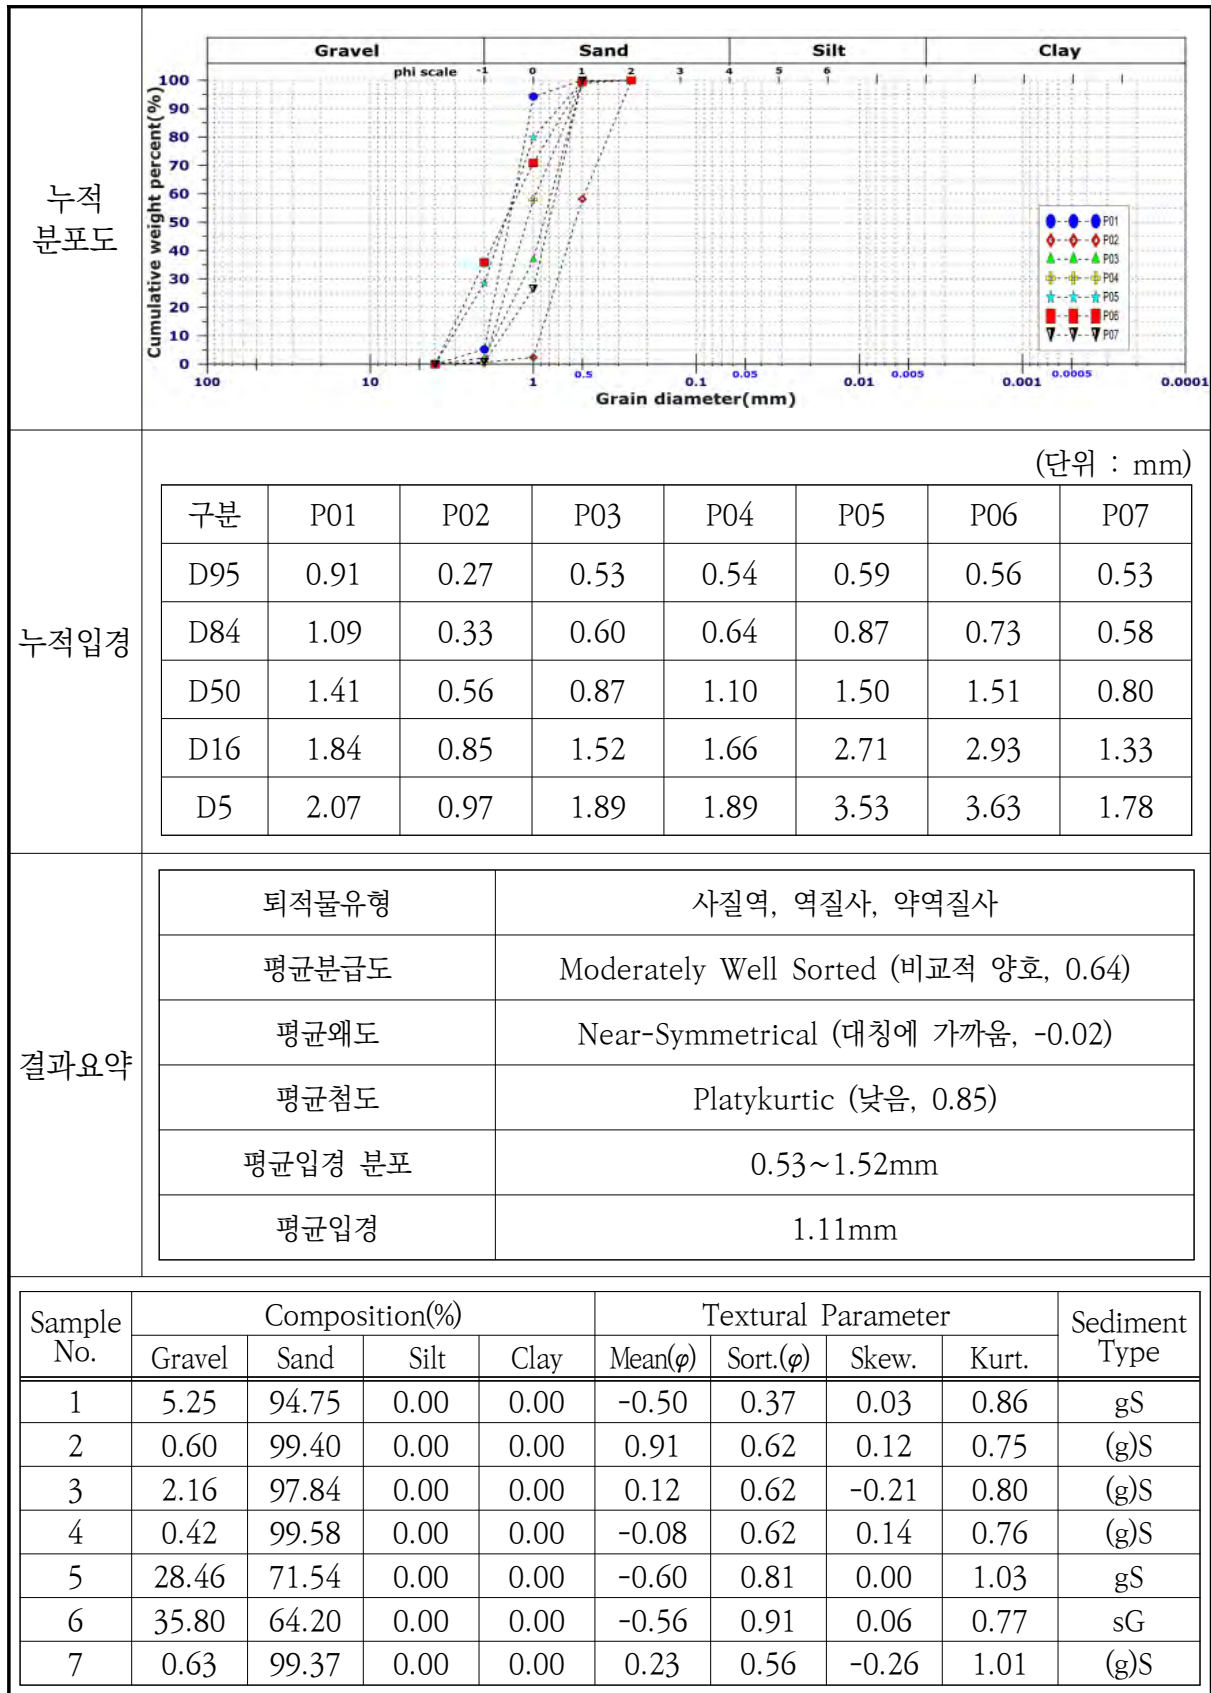 누적
분포도
Gravel Sand Silt Clay
phi scale -1 0 1 2 3 4 5 6
Cumulative weight percent(%)
100
90
80
70
60
50
40
30
20
10
0
P01
P02
P03
P04
P05
P06
P07
100 10 1 0.5 0.1 0.05 0.01 0.005 0.001 0.0005 0.0001
Grain diameter(mm)
누적입경
(단위 : mm)
구분 P01 P02 P03 P04 P05 P06 P07
D95 0.91 0.27 0.53 0.54 0.59 0.56 0.53
D84 1.09 0.33 0.60 0.64 0.87 0.73 0.58
D50 1.41 0.56 0.87 1.10 1.50 1.51 0.80
D16 1.84 0.85 1.52 1.66 2.71 2.93 1.33
D5 2.07 0.97 1.89 1.89 3.53 3.63 1.78
결과요약
퇴적물유형 사질역, 역질사, 약역질사
평균분급도 Moderately Well Sorted (비교적 양호, 0.64)
평균왜도 Near-Symmetrical (대칭에 가까움, -0.02)
평균첨도 Platykurtic (낮음, 0.85)
평균입경 분포 0.53~1.52mm
평균입경 1.11mm
Sample No. Composition(%) Textural Parameter Sediment Type
Gravel Sand Silt Clay Mean(φ) Sort.(φ) Skew. Kurt.
1 5.25 94.75 0.00 0.00 -0.50 0.37 0.03 0.86 gS
2 0.60 99.40 0.00 0.00 0.91 0.62 0.12 0.75 (g)S
3 2.16 97.84 0.00 0.00 0.12 0.62 -0.21 0.80 (g)S
4 0.42 99.58 0.00 0.00 -0.08 0.62 0.14 0.76 (g)S
5 28.46 71.54 0.00 0.00 -0.60 0.81 0.00 1.03 gS
6 35.80 64.20 0.00 0.00 -0.56 0.91 0.06 0.77 sG
7 0.63 99.37 0.00 0.00 0.23 0.56 -0.26 1.01 (g)S